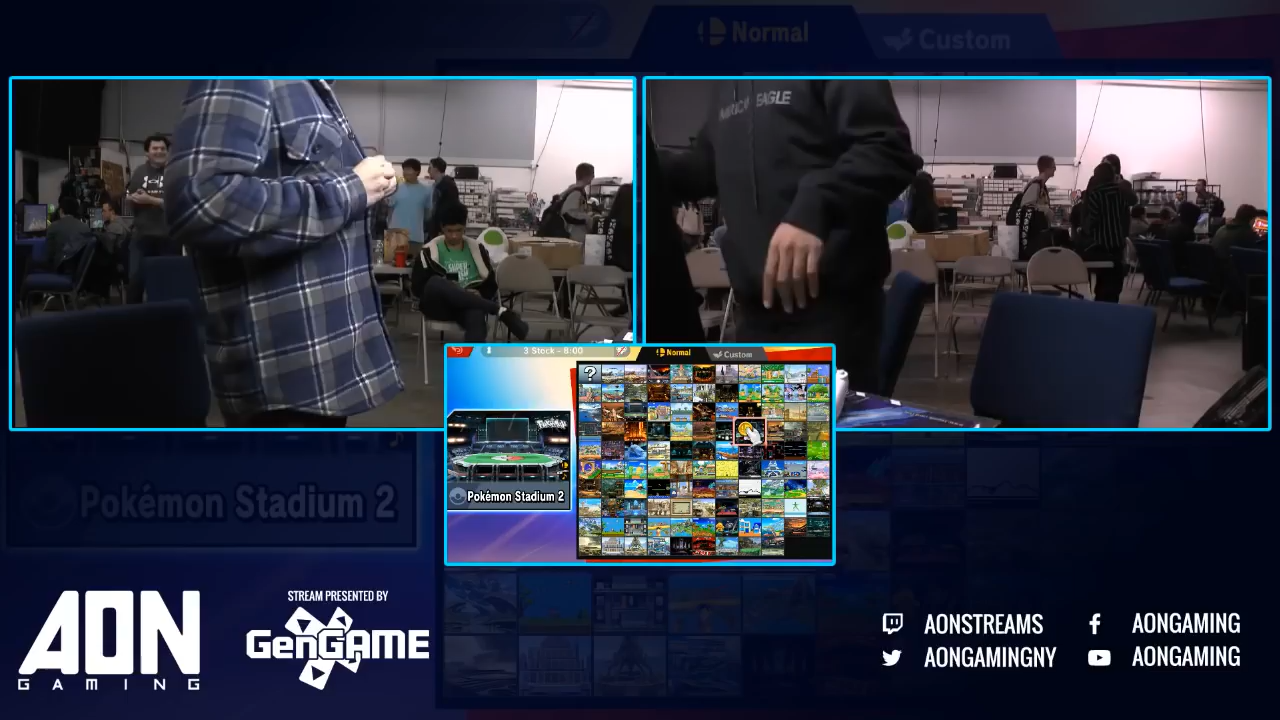 Normal
Custom
3 Stock - 8:00
Normal
Custom
Pokémon
Pokémon Stadium 2
Pokémon Stadium 2
AON
GAMING
STREAM PRESENTED BY
GenGAME
AONSTREAMS
AONGAMING
AONGAMINGNY
AONGAMING
EAGLE
?